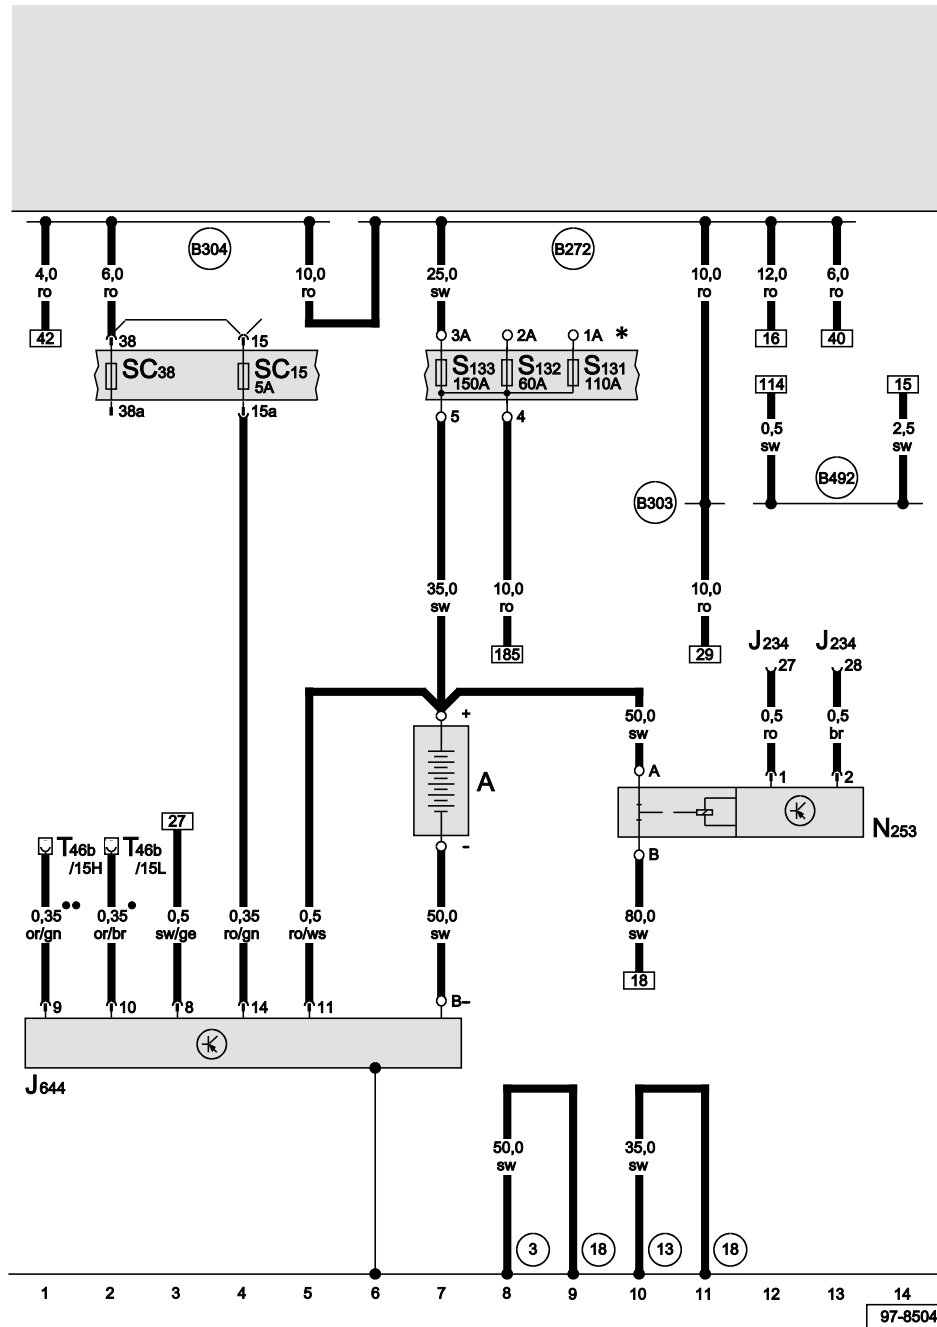 B304
B272
4,0
ro
6,0
ro
10,0
ro
25,0
sw
10,0
ro
12,0
ro
6,0
ro
42
38
15
3A
2A
1A *
16
40
SC38
SC15
5A
S133
150A
S132
60A
S131
110A
38a
15a
5
4
114
15
0,5
sw
2,5
sw
B492
B303
35,0
sw
10,0
ro
10,0
ro
185
29
J234
27
J234
28
+
50,0
sw
0,5
ro
0,5
br
A
A
1
2
N253
-
B
27
T46b
/15H
T46b
/15L
0,35
or/gn
0,35
or/br
0,5
sw/ge
0,35
ro/gn
0,5
ro/ws
50,0
sw
80,0
sw
18
9
10
8
14
11
B–
J644
50,0
sw
35,0
sw
3
18
13
18
1 2 3 4 5 6 7 8 9 10 11 12 13 14
97-8504